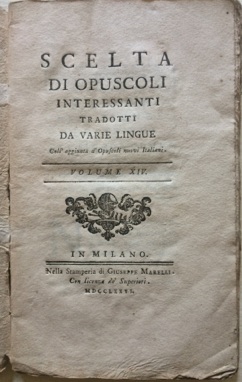 SCELTA
DI OPUSCOLI
INTERESSANTI
TRADOTTI
DA VARIE LINGUE
Coll' aggiunta d'Opuscoli nuovi Italiani.
VOLUME XIV.
IN MILANO.
Nella Stamperia di GIUSEPPE MARELLI.
Con licenza de' Superiori.